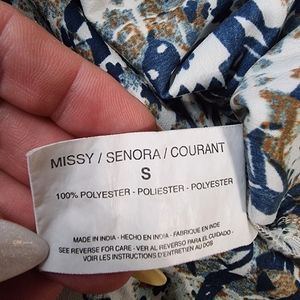 MISSY / SENORA / COURANT
S
100% POLYESTER - POLIESTER - POLYESTER
MADE IN INDIA - HECHO EN INDIA - FABRIQUE EN INDE
SEE REVERSE FOR CARE - VER AL REVERSO PARA EL CUIDADO -
VOIR LES INSTRUCTIONS D'ENTRETIEN AU DOS